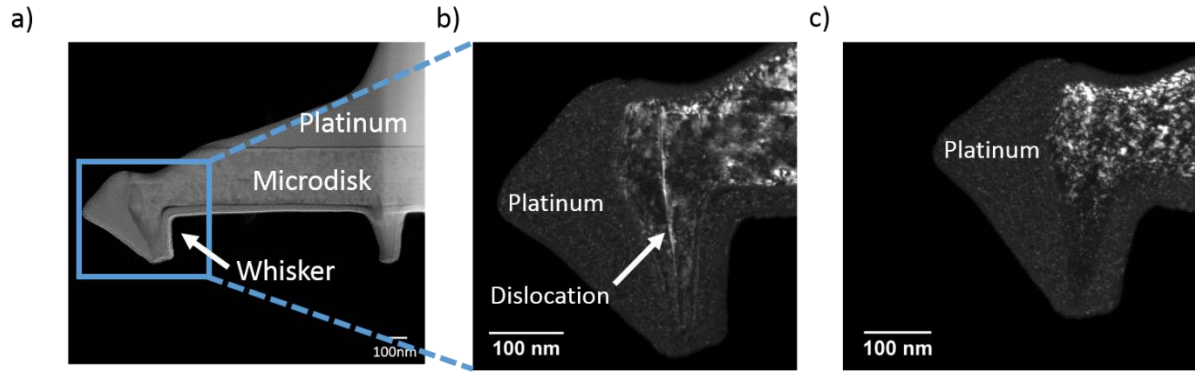 a)
b)
c)
Platinum
Microdisk
Whisker
100nm
Platinum
Dislocation
100 nm
Platinum
100 nm